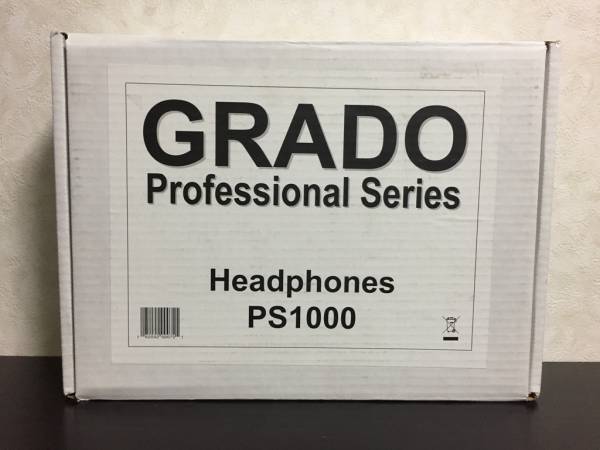 GRADO
Professional Series
Headphones
PS1000